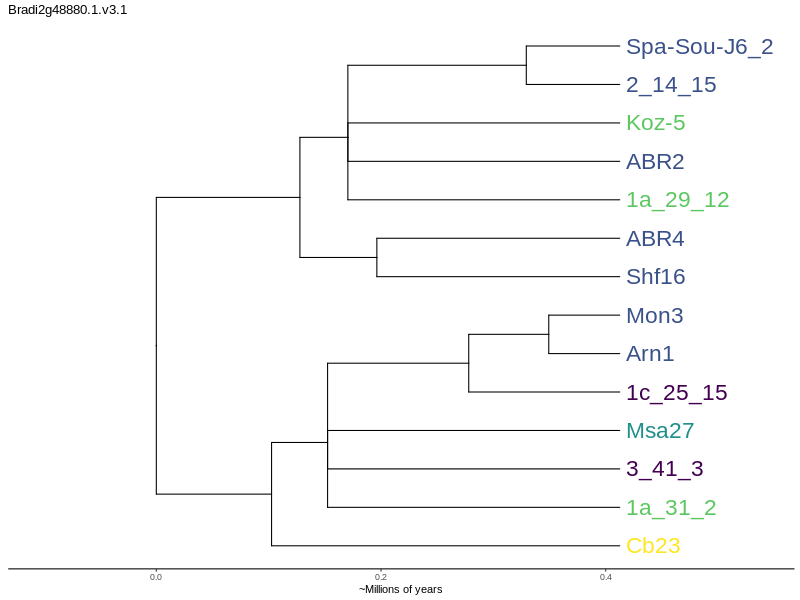 Bradi2g48880.1.v3.1
Spa-Sou-J6_2
2_14_15
Koz-5
ABR2
1a_29_12
ABR4
Shf16
Mon3
Arn1
1c_25_15
Msa27
3_41_3
1a_31_2
Cb23
0.0 0.2 0.4
~Millions of years